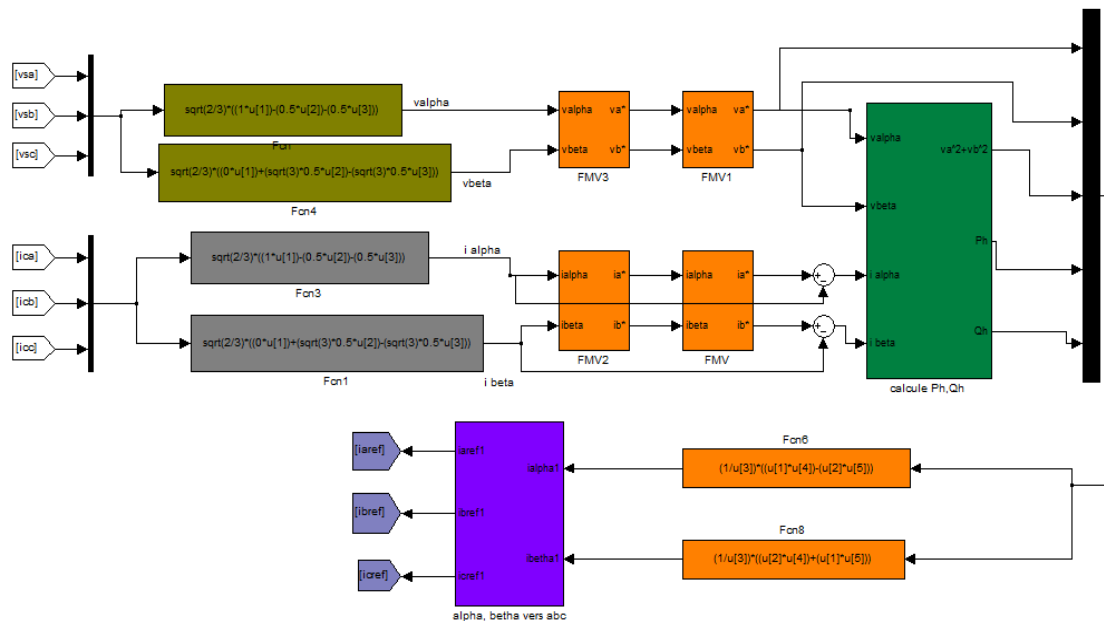 [vsa]
[vsb]
[vsc]
sqrt(2/3)*((1*u[1])-(0.5*u[2])-(0.5*u[3]))
Fcn
valpha
sqrt(2/3)*((0*u[1])+(sqrt(3)*0.5*u[2])-(sqrt(3)*0.5*u[3]))
Fcn4
vbeta
valpha va*
vbeta vb*
FMV3
valpha va*
vbeta vb*
FMV1
[ica]
[icb]
[icc]
sqrt(2/3)*((1*u[1])-(0.5*u[2])-(0.5*u[3]))
Fcn3
i alpha
sqrt(2/3)*((0*u[1])+(sqrt(3)*0.5*u[2])-(sqrt(3)*0.5*u[3]))
Fcn1
i beta
ialpha ia*
ibeta ib*
FMV2
ialpha ia*
ibeta ib*
FMV
valpha
va^2+vb^2
vbeta
Ph
i alpha
Qh
i beta
calcule Ph,Qh
[iaref]
[ibref]
[icref]
iaref1
ialpha1
ibref1
ibetha1
icref1
alpha, betha vers abc
Fcn6
(1/u[3])*((u[1]*u[4])-(u[2]*u[5]))
Fcn8
(1/u[3])*((u[2]*u[4])+(u[1]*u[5]))